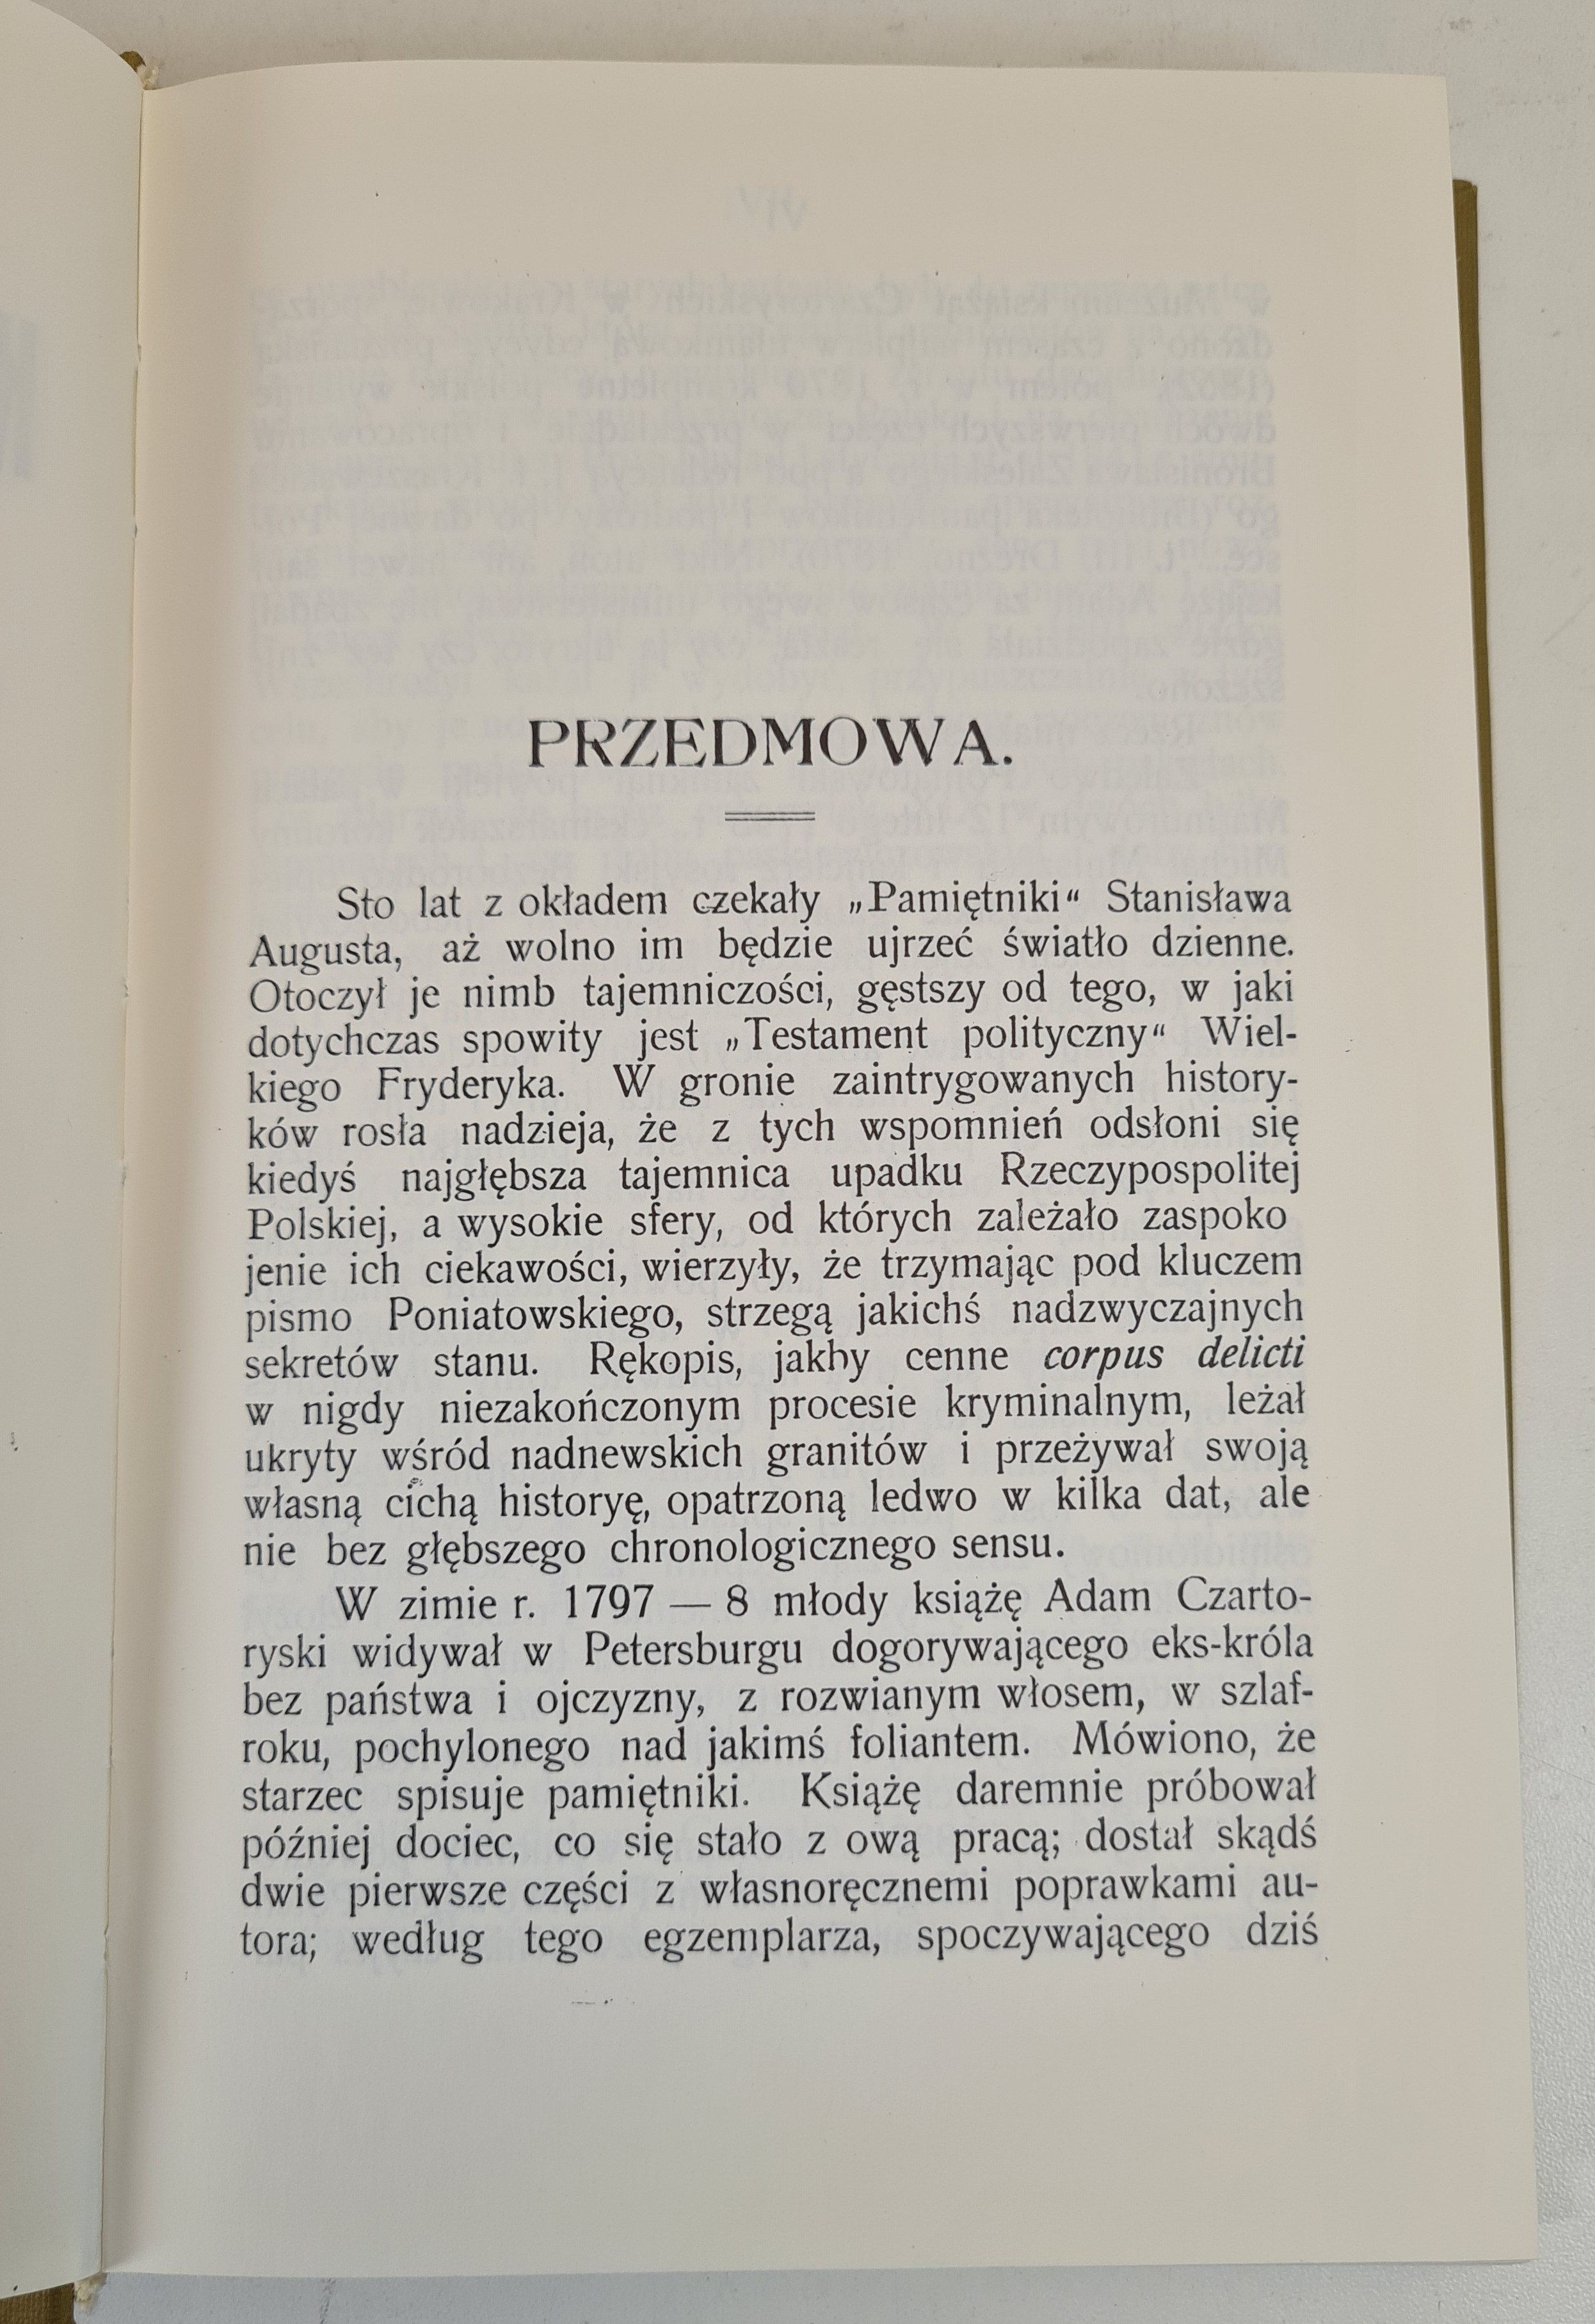 PRZEDMOWA.
Sto lat z okładem czekały „Pamiętniki“ Stanisława
Augusta, aż wolno im będzie ujrzeć światło dzienne.
Otoczył je nimb tajemniczości, gęstszy od tego, w jaki
dotychczas spowity jest „Testament polityczny“ Wiel-
kiego Fryderyka. W gronie zaintrygowanych history-
ków rosła nadzieja, że z tych wspomnień odsłoni się
kiedyś najgłębsza tajemnica upadku Rzeczypospolitej
Polskiej, a wysokie sfery, od których zależało zaspoko
jenie ich ciekawości, wierzyły, że trzymając pod kluczem
pismo Poniatowskiego, strzegą jakichś nadzwyczajnych
sekretów stanu. Rękopis, jakby cenne corpus delicti
w nigdy niezakończonym procesie kryminalnym, leżał
ukryty wśród nadnewskich granitów i przeżywał swoją
własną cichą historyę, opatrzoną ledwo w kilka dat, ale
nie bez głębszego chronologicznego sensu.
W zimie r. 1797 — 8 młody książę Adam Czarto-
ryski widywał w Petersburgu dogorywającego eks-króla
bez państwa i ojczyzny, z rozwianym włosem, w szlaf-
roku, pochylonego nad jakimś foliantem. Mówiono, że
starzec spisuje pamiętniki. Książę daremnie próbował
później dociec, co się stało z ową pracą; dostał skądś
dwie pierwsze części z własnoręcznemi poprawkami au-
tora; według tego egzemplarza, spoczywającego dziś